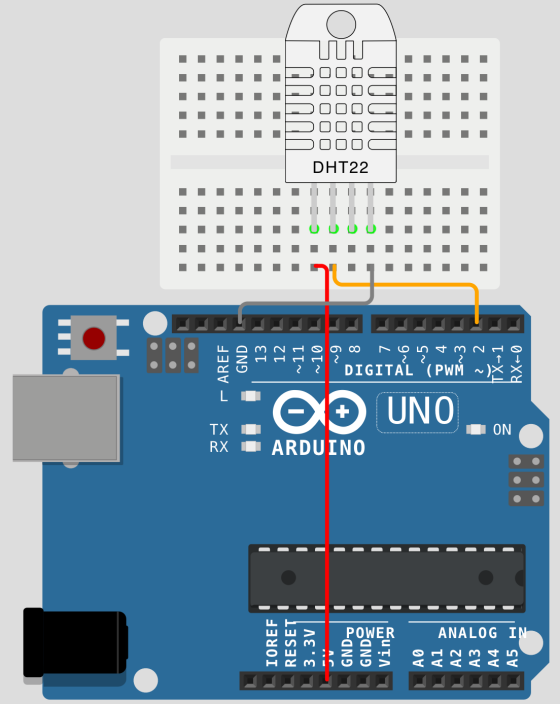 DHT22
AREF
GND
13
12
~11
~10
~9
8
7
~6
~5
4
~3
2
TX→1
RX←0
DIGITAL (PWM ~)
L
TX
RX
ARDUINO
UNO
ON
IOREF
RESET
3.3V
5V
GND
GND
Vin
POWER
ANALOG IN
A0
A1
A2
A3
A4
A5